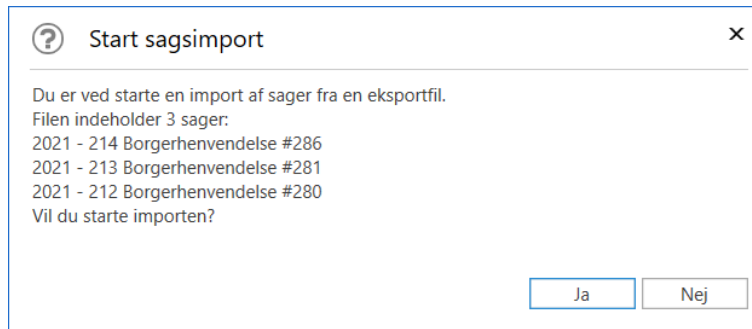 Start sagsimport
Du er ved starte en import af sager fra en eksportfil.
Filen indeholder 3 sager:
2021 - 214 Borgerhenvendelse #286
2021 - 213 Borgerhenvendelse #281
2021 - 212 Borgerhenvendelse #280
Vil du starte importen?
Ja
Nej